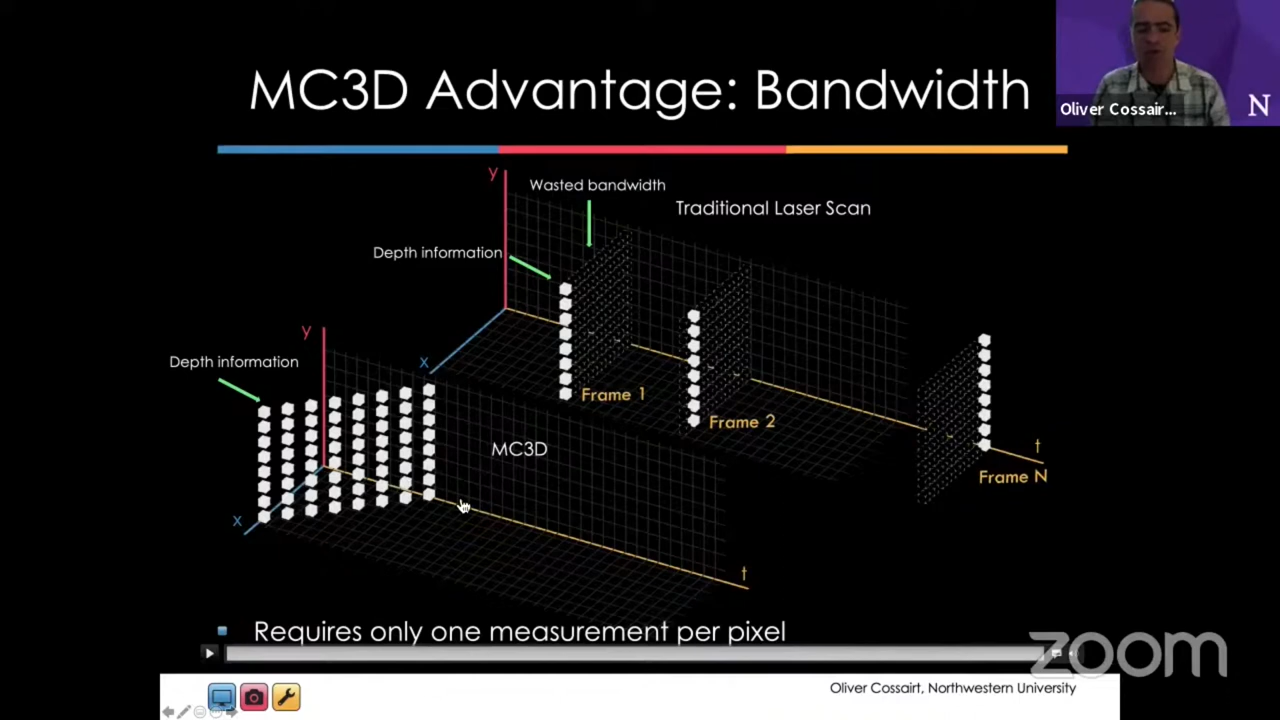 MC3D Advantage: Bandwidth
Oliver Cossair...
N
y
Wasted bandwidth
Traditional Laser Scan
Depth information
y
x
Depth information
Frame 1
Frame 2
MC3D
t
Frame N
x
t
Requires only one measurement per pixel
zoom
Oliver Cossairt, Northwestern University